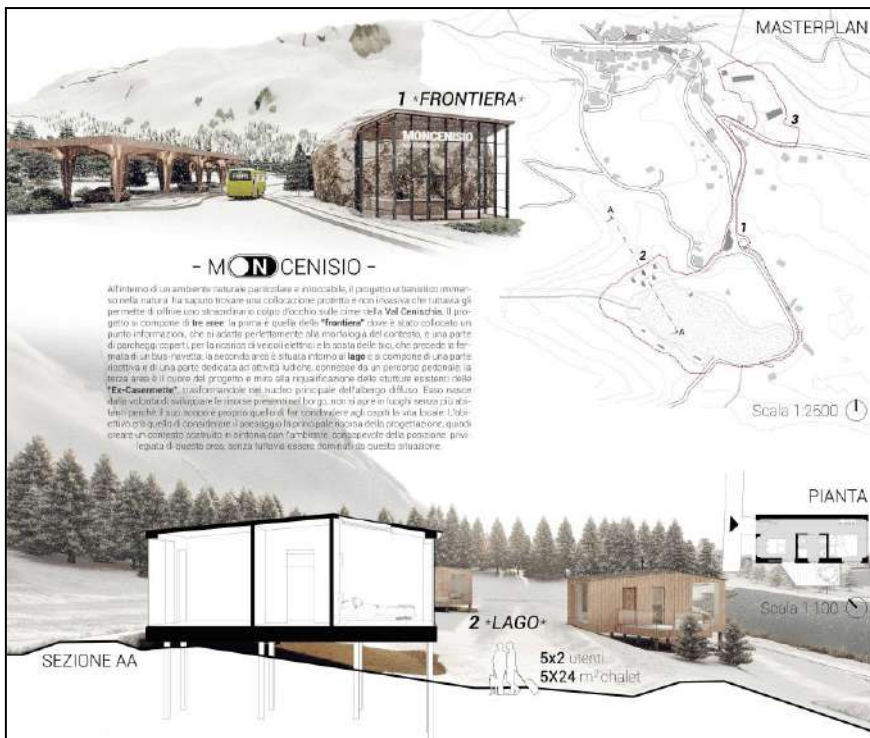 MASTERPLAN
1 *FRONTIERA*
MONCENISIO
3
A
1
2
A
- MONCENISIO -
All'interno di un ambiente naturale particolare e intoccabile, il progetto urbanistico immer-
so nella natura ha saputo trovare una collocazione protetta e non invasiva che tuttavia gli
permette di offrire uno straordinario colpo d'occhio sulle cime della Val Cenischia. Il pro-
getto si compone di tre aree: la prima è quella della "frontiera" dove è stato collocato un
punto informazioni, che si adatta perfettamente alla morfologia del contesto, e una parte
di parcheggi coperti, per la ricarica di veicoli elettrici e la sosta delle bici, che precede la fer-
mata di un bus-navetta; la seconda area è situata intorno al lago e si compone di una parte
ricettiva e di una parte dedicata ad attività ludiche, connesse da un percorso pedonale; la
terza area è il cuore del progetto e mira alla riqualificazione delle strutture esistenti delle
"Ex-Casermette", trasformandole nel nucleo principale dell'albergo diffuso. Esso nasce
dalla volontà di sviluppare le risorse presenti nel borgo, non si apre in luoghi senza più abi-
tanti perché il suo scopo è proprio quello di far condividere agli ospiti la vita locale. L'obi-
ettivo era quello di considerare il paesaggio la principale risorsa della progettazione, quindi
creare un contesto costruito in sintonia con l'ambiente, consapevole della posizione privi-
legiata di questa area, senza tuttavia essere dominati da questa situazione.
Scala 1:2500
PIANTA
Scala 1:100
2 *LAGO*
SEZIONE AA
5x2 utenti
5X24 m² chalet